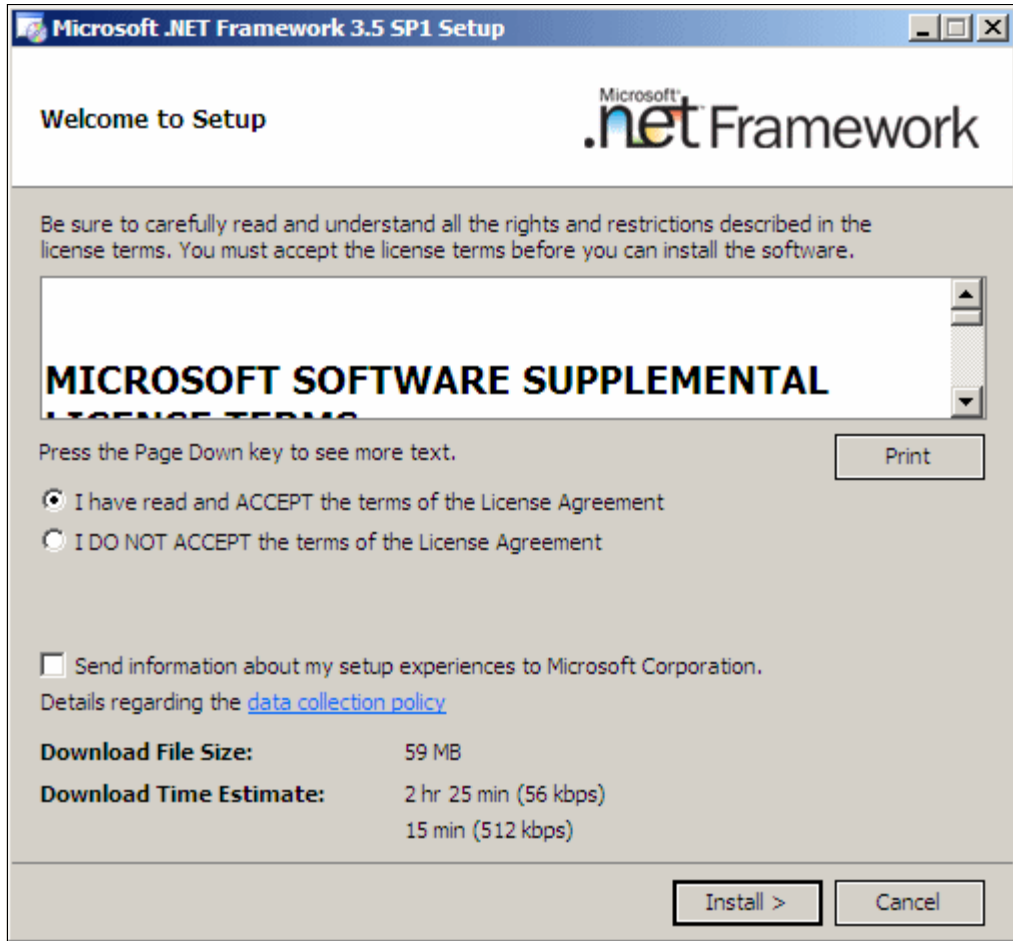 Microsoft .NET Framework 3.5 SP1 Setup
Welcome to Setup
Microsoft
.net Framework
Be sure to carefully read and understand all the rights and restrictions described in the
license terms. You must accept the license terms before you can install the software.
MICROSOFT SOFTWARE SUPPLEMENTAL
LICENSE TERMS
Press the Page Down key to see more text.
Print
I have read and ACCEPT the terms of the License Agreement
I DO NOT ACCEPT the terms of the License Agreement
Send information about my setup experiences to Microsoft Corporation.
Details regarding the data collection policy
Download File Size: 59 MB
Download Time Estimate: 2 hr 25 min (56 kbps)
15 min (512 kbps)
Install >
Cancel